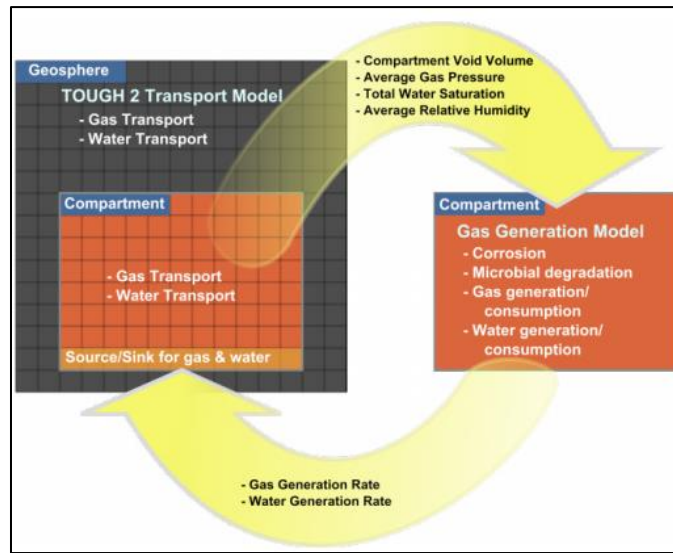 Geosphere
TOUGH 2 Transport Model
- Gas Transport
- Water Transport
Compartment
- Gas Transport
- Water Transport
Source/Sink for gas & water
- Compartment Void Volume
- Average Gas Pressure
- Total Water Saturation
- Average Relative Humidity
Compartment
Gas Generation Model
- Corrosion
- Microbial degradation
- Gas generation/
consumption
- Water generation/
consumption
- Gas Generation Rate
- Water Generation Rate